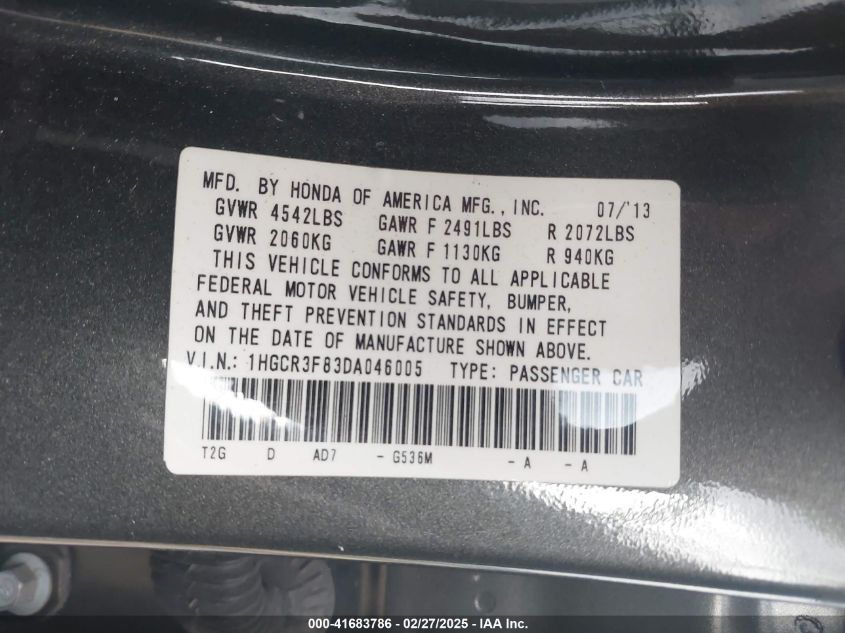 MFD. BY HONDA OF AMERICA MFG., INC. 07/'13
GVWR 4542LBS GAWR F 2491LBS R 2072LBS
GVWR 2060KG GAWR F 1130KG R 940KG
THIS VEHICLE CONFORMS TO ALL APPLICABLE
FEDERAL MOTOR VEHICLE SAFETY, BUMPER,
AND THEFT PREVENTION STANDARDS IN EFFECT
ON THE DATE OF MANUFACTURE SHOWN ABOVE.
V.I.N.: 1HGCR3F83DA046005 TYPE: PASSENGER CAR
T2G D AD7 - G536M - A - A
000-41683786 - 02/27/2025 - IAAI Inc.